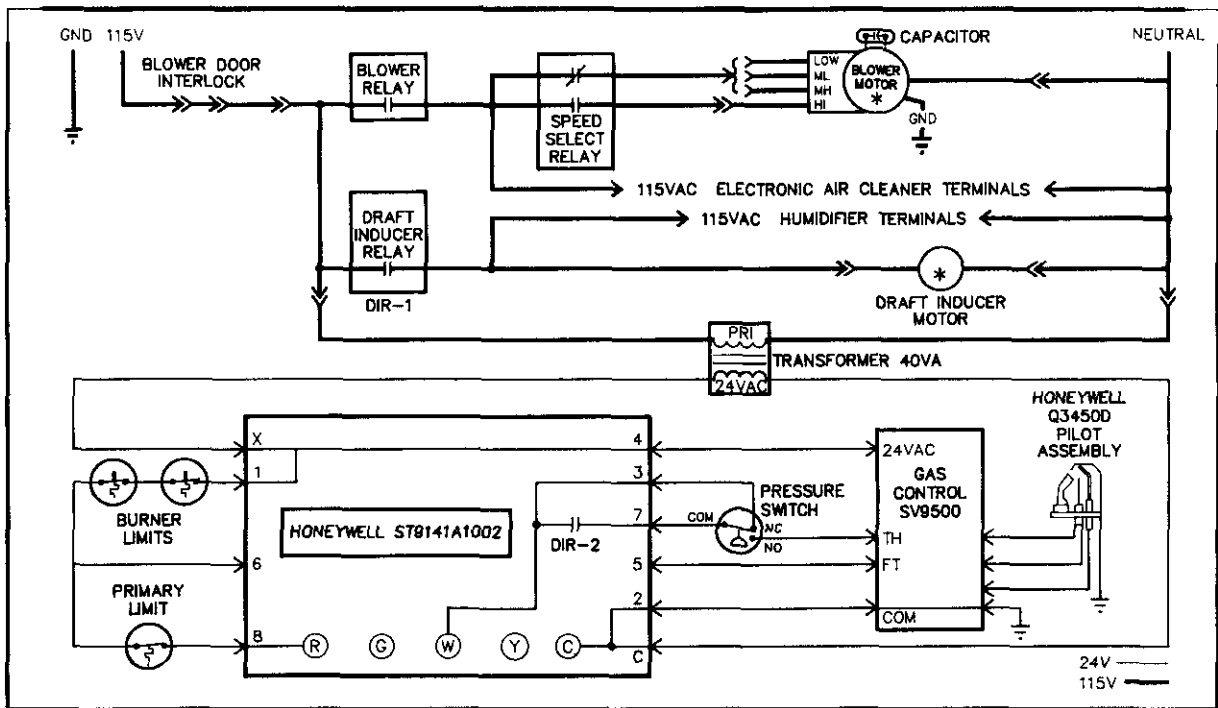 GND 115V
NEUTRAL
BLOWER DOOR
INTERLOCK
BLOWER
RELAY
SPEED
SELECT
RELAY
LOW
ML
MH
HI
CAPACITOR
BLOWER
MOTOR
*
GND
115VAC ELECTRONIC AIR CLEANER TERMINALS
115VAC HUMIDIFIER TERMINALS
DRAFT
INDUCER
RELAY
DIR-1
*
DRAFT INDUCER
MOTOR
PRI
TRANSFORMER 40VA
24VAC
X
1
6
8
BURNER
LIMITS
PRIMARY
LIMIT
HONEYWELL ST9141A1002
DIR-2
R
G
W
Y
C
4
3
7
5
2
C
COM
NC
NO
PRESSURE
SWITCH
24VAC
GAS
CONTROL
SV9500
TH
FT
COM
HONEYWELL
Q3450D
PILOT
ASSEMBLY
24V
115V